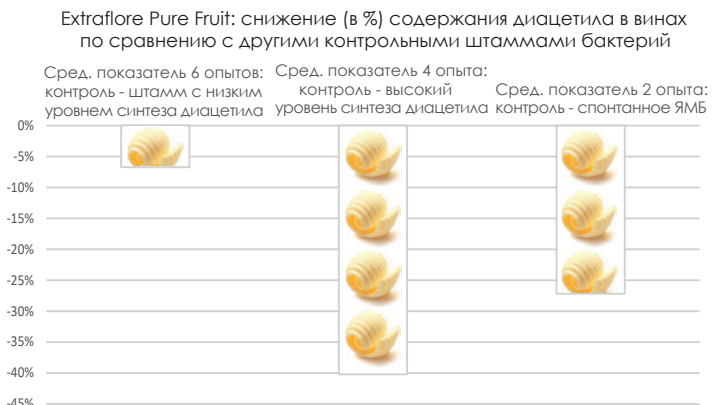 Extraflore Pure Fruit: снижение (в %) содержания диацетила в винах
по сравнению с другими контрольными штаммами бактерий
Сред. показатель 6 опытов:
контроль - штамм с низким
уровнем синтеза диацетила
Сред. показатель 4 опыта:
контроль - высокий
уровень синтеза диацетила
Сред. показатель 2 опыта:
контроль - спонтанное ЯМБ
0%
-5%
-10%
-15%
-20%
-25%
-30%
-35%
-40%
-45%